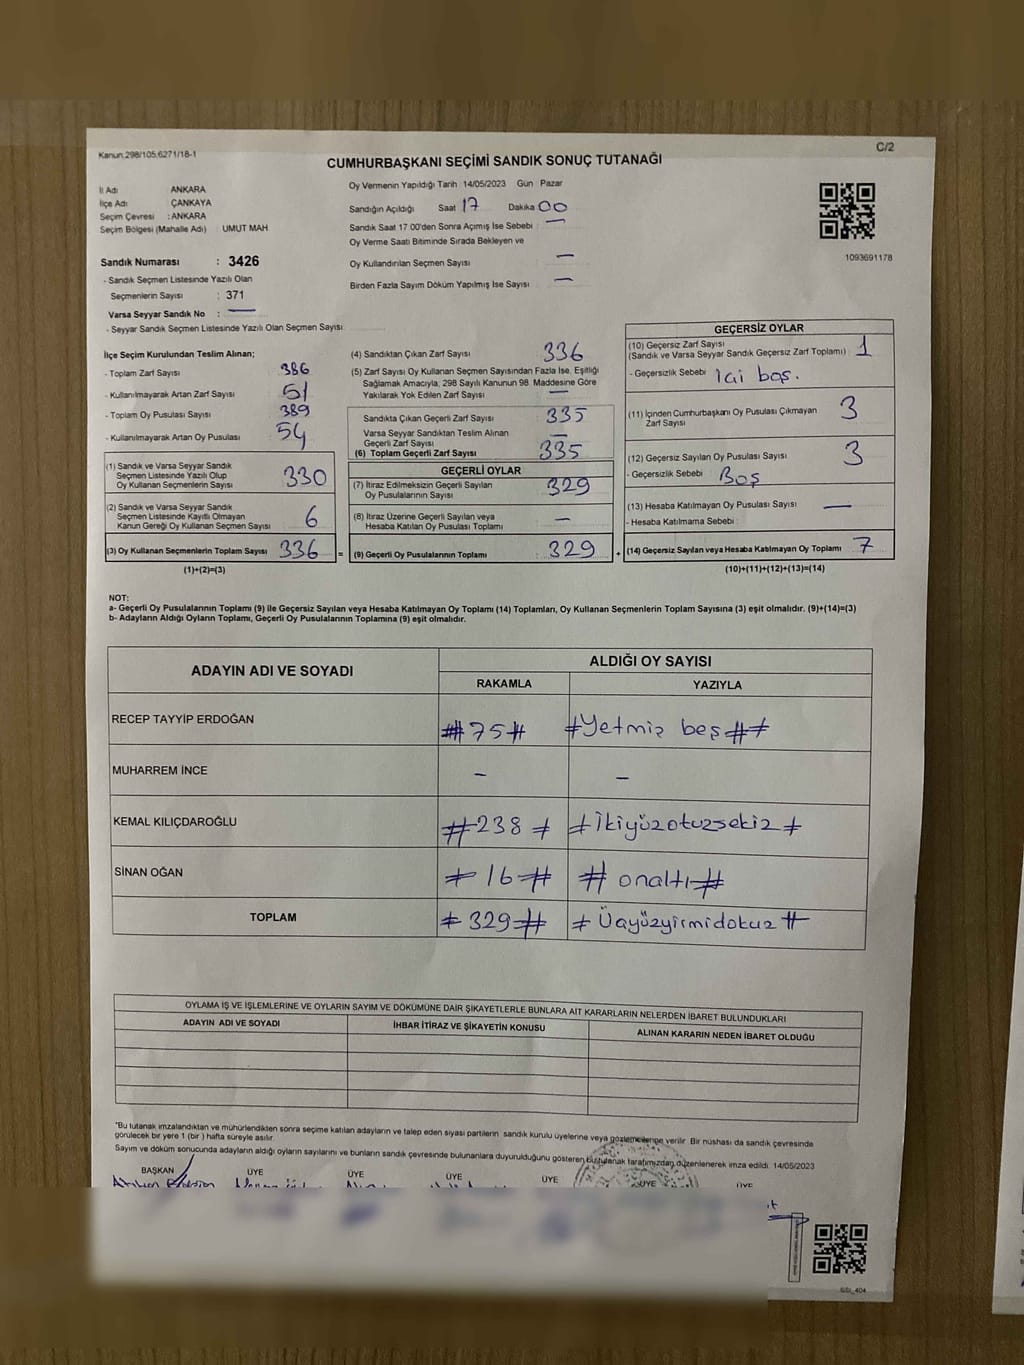 Kanun:298/105,6271/18-1
C/2
CUMHURBAŞKANI SEÇİMİ SANDIK SONUÇ TUTANAĞI
İl Adı ANKARA
İlçe Adı ÇANKAYA
Seçim Çevresi : ANKARA
Seçim Bölgesi (Mahalle Adı) : UMUT MAH
Sandık Numarası : 3426
- Sandık Seçmen Listesinde Yazılı Olan
Seçmenlerin Sayısı : 371
Varsa Seyyar Sandık No : —
- Seyyar Sandık Seçmen Listesinde Yazılı Olan Seçmen Sayısı
Oy Vermenin Yapıldığı Tarih 14/05/2023 Gün Pazar
Sandığın Açıldığı Saat 17 Dakika 00
Sandık Saat 17 00'den Sonra Açımış Ise Sebebi : —
Oy Verme Saati Bitiminde Sırada Bekleyen ve
Oy Kullandırılan Seçmen Sayısı —
Birden Fazla Sayım Döküm Yapılmış Ise Sayısı —
1093691178
İlçe Seçim Kurulundan Teslim Alınan;
- Toplam Zarf Sayısı 386
- Kullanılmayarak Artan Zarf Sayısı 51
- Toplam Oy Pusulası Sayısı 389
- Kullanılmayarak Artan Oy Pusulası 54
(1) Sandık ve Varsa Seyyar Sandık
Seçmen Listesinde Yazılı Olup
Oy Kullanan Seçmenlerin Sayısı 330
(2) Sandık ve Varsa Seyyar Sandık
Seçmen Listesinde Kayıtlı Olmayan
Kanun Gereği Oy Kullanan Seçmen Sayısı 6
(3) Oy Kullanan Seçmenlerin Toplam Sayısı 336 =
(1)+(2)=(3)
(4) Sandıktan Çıkan Zarf Sayısı 336
(5) Zarf Sayısı Oy Kullanan Seçmen Sayısından Fazla Ise, Eşitliği
Sağlamak Amacıyla, 298 Sayılı Kanunun 98. Maddesine Göre
Yakılarak Yok Edilen Zarf Sayısı —
Sandıkta Çıkan Geçerli Zarf Sayısı 335
Varsa Seyyar Sandıktan Teslim Alınan
Geçerli Zarf Sayısı —
(6) Toplam Geçerli Zarf Sayısı 335
GEÇERLİ OYLAR
(7) İtiraz Edilmeksizin Geçerli Sayılan
Oy Pusulalarının Sayısı 329
(8) İtiraz Üzerine Geçerli Sayılan veya
Hesaba Katılan Oy Pusulası Toplamı —
(9) Geçerli Oy Pusulalarının Toplamı 329 +
GEÇERSİZ OYLAR
(10) Geçersiz Zarf Sayısı
(Sandık ve Varsa Seyyar Sandık Geçersiz Zarf Toplamı) 1
- Geçersizlik Sebebi İçi boş.
(11) İçinden Cumhurbaşkanı Oy Pusulası Çıkmayan
Zarf Sayısı 3
(12) Geçersiz Sayılan Oy Pusulası Sayısı 3
- Geçersizlik Sebebi Boş
(13) Hesaba Katılmayan Oy Pusulası Sayısı —
- Hesaba Katılmama Sebebi :
(14) Geçersiz Sayılan veya Hesaba Katılmayan Oy Toplamı 7
(10)+(11)+(12)+(13)=(14)
NOT:
a- Geçerli Oy Pusulalarının Toplamı (9) ile Geçersiz Sayılan veya Hesaba Katılmayan Oy Toplamı (14) Toplamları, Oy Kullanan Seçmenlerin Toplam Sayısına (3) eşit olmalıdır. (9)+(14)=(3)
b- Adayların Aldığı Oyların Toplamı, Geçerli Oy Pusulalarının Toplamına (9) eşit olmalıdır.
ADAYIN ADI VE SOYADI ALDIĞI OY SAYISI
RAKAMLA YAZIYLA
RECEP TAYYİP ERDOĞAN ##75# #Yetmiş beş##
MUHARREM İNCE - -
KEMAL KILIÇDAROĞLU #238# #İkiyüzotuzsekiz#
SİNAN OĞAN #16# #onaltı#
TOPLAM #329# #Üçyüzyirmidokuz#
OYLAMA İŞ VE İŞLEMLERİNE VE OYLARIN SAYIM VE DÖKÜMÜNE DAİR ŞİKAYETLERLE BUNLARA AİT KARARLARIN NELERDEN İBARET BULUNDUKLARI
ADAYIN ADI VE SOYADI İHBAR İTİRAZ VE ŞİKAYETİN KONUSU ALINAN KARARIN NEDEN İBARET OLDUĞU
*Bu tutanak imzalandıktan ve mühürlendikten sonra seçime katılan adayların ve talep eden siyasi partilerin sandık kurulu üyelerine veya gözlemcilerine verilir. Bir nüshası da sandık çevresinde
görülecek bir yere 1 (bir) hafta süreyle asılır.
Sayım ve döküm sonucunda adayların aldığı oyların sayılarını ve bunların sandık çevresinde bulunanlara duyurulduğunu gösteren bu tutanak tarafımızdan düzenlenerek imza edildi. 14/05/2023
BAŞKAN ÜYE ÜYE ÜYE ÜYE ÜYE ÜYE